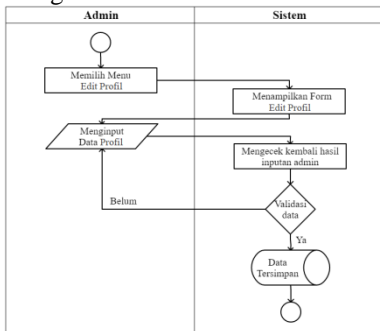 Admin
Sistem
Memilih Menu
Edit Profil
Menampilkan Form
Edit Profil
Menginput
Data Profil
Mengecek kembali hasil
inputan admin
Belum
Validasi
data
Ya
Data
Tersimpan